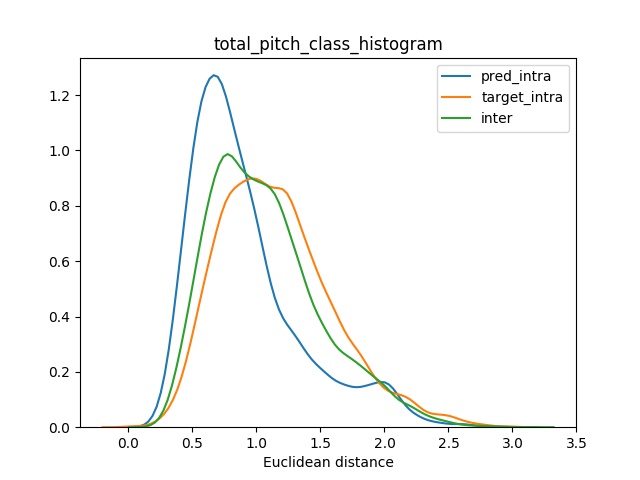 total_pitch_class_histogram
pred_intra
target_intra
inter
1.2
1.0
0.8
0.6
0.4
0.2
0.0
0.0 0.5 1.0 1.5 2.0 2.5 3.0 3.5
Euclidean distance